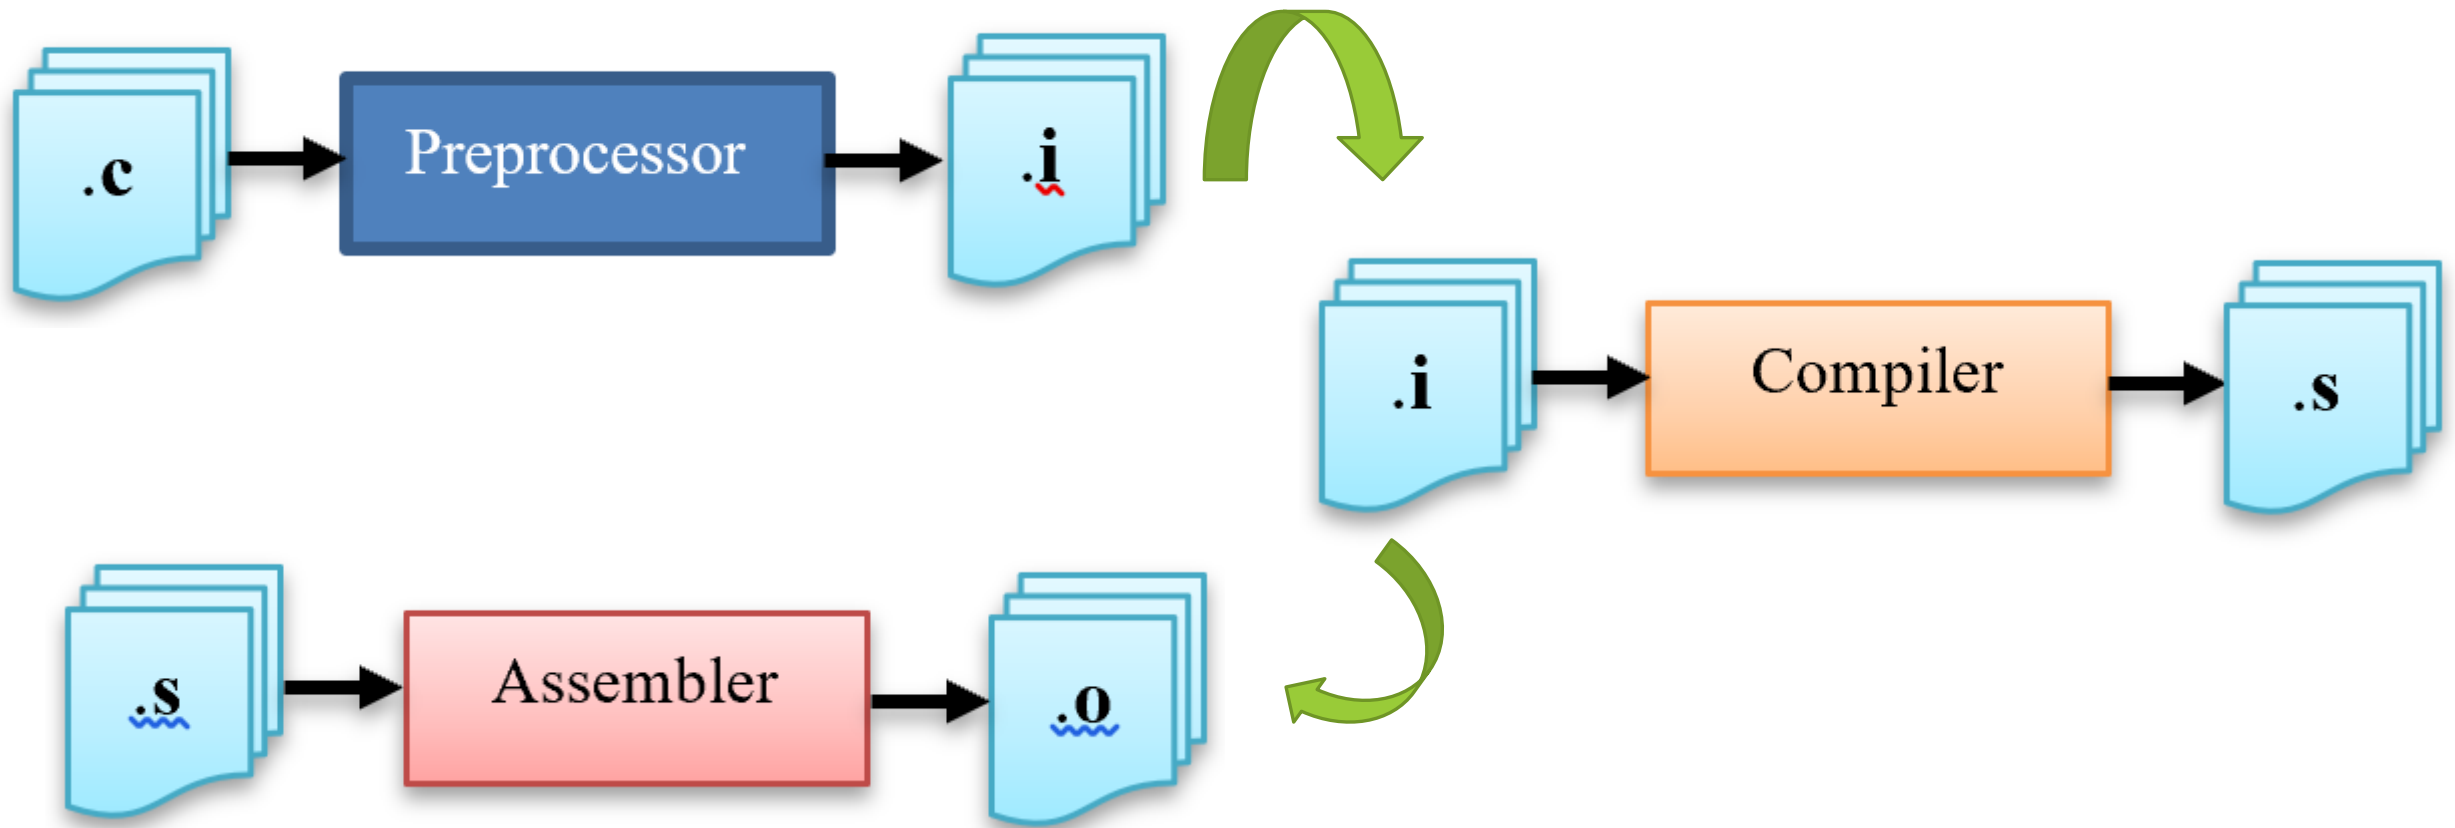 .c
Preprocessor
.i
.i
Compiler
.s
.s
Assembler
.o